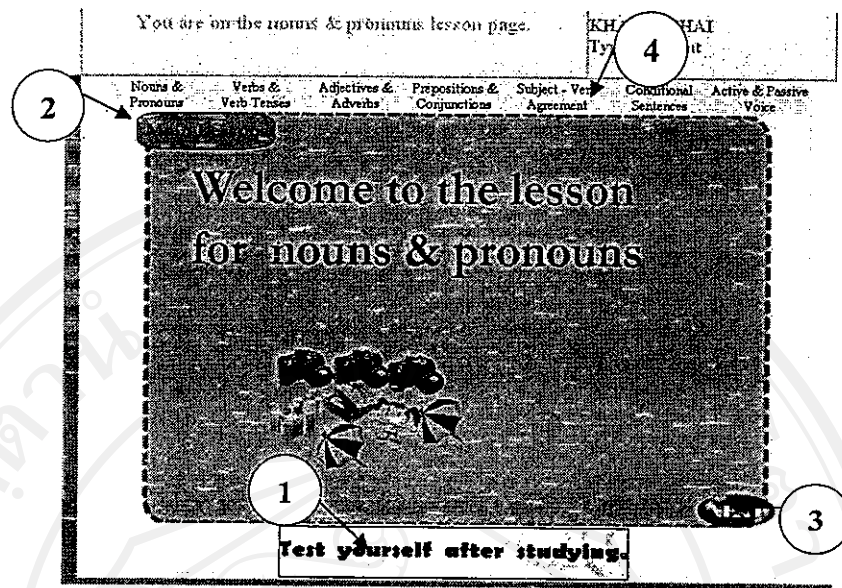 You are on the nouns & pronouns lesson page.
4
2
Nouns & Pronouns
Verbs & Verb Tenses
Adjectives & Adverbs
Prepositions & Conjunctions
Subject - Verb Agreement
Conditional Sentences
Active & Passive Voice
Welcome to the lesson
for nouns & pronouns
1
NEXT
3
Test yourself after studying.